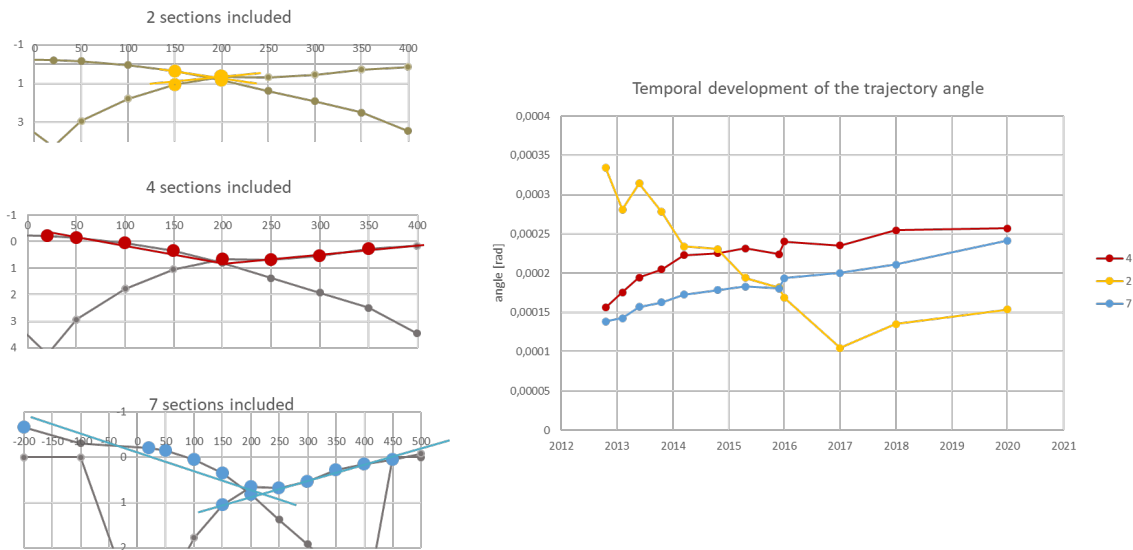 2 sections included
-1
0 50 100 150 200 250 300 350 400
1
3
4 sections included
-1
0 50 100 150 200 250 300 350 400
0
1
2
3
4
7 sections included
-1
-200 -150 -100 -50 0 50 100 150 200 250 300 350 400 450 500
0
1
2
Temporal development of the trajectory angle
0,0004
0,00035
0,0003
0,00025
0,0002
0,00015
0,0001
0,00005
0
angle [rad]
2012 2013 2014 2015 2016 2017 2018 2019 2020 2021
4
2
7